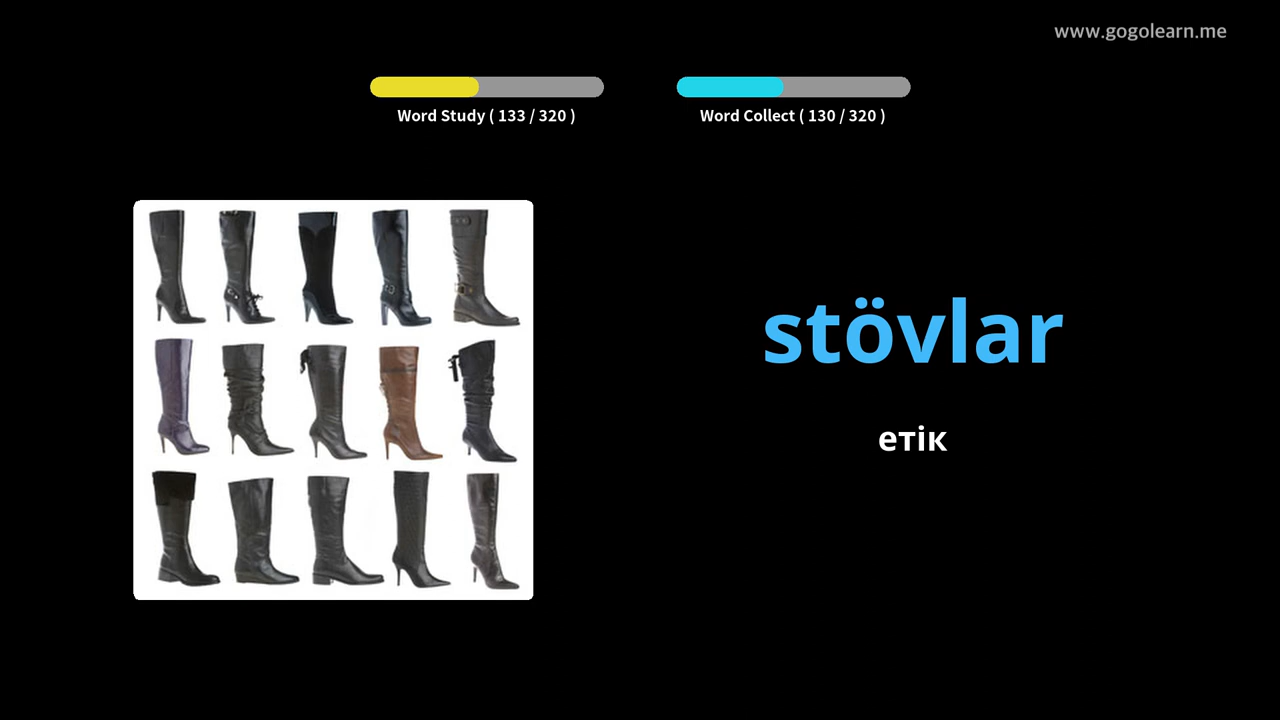 www.gogolearn.me
Word Study ( 133 / 320 )
Word Collect ( 130 / 320 )
stövlar
етік